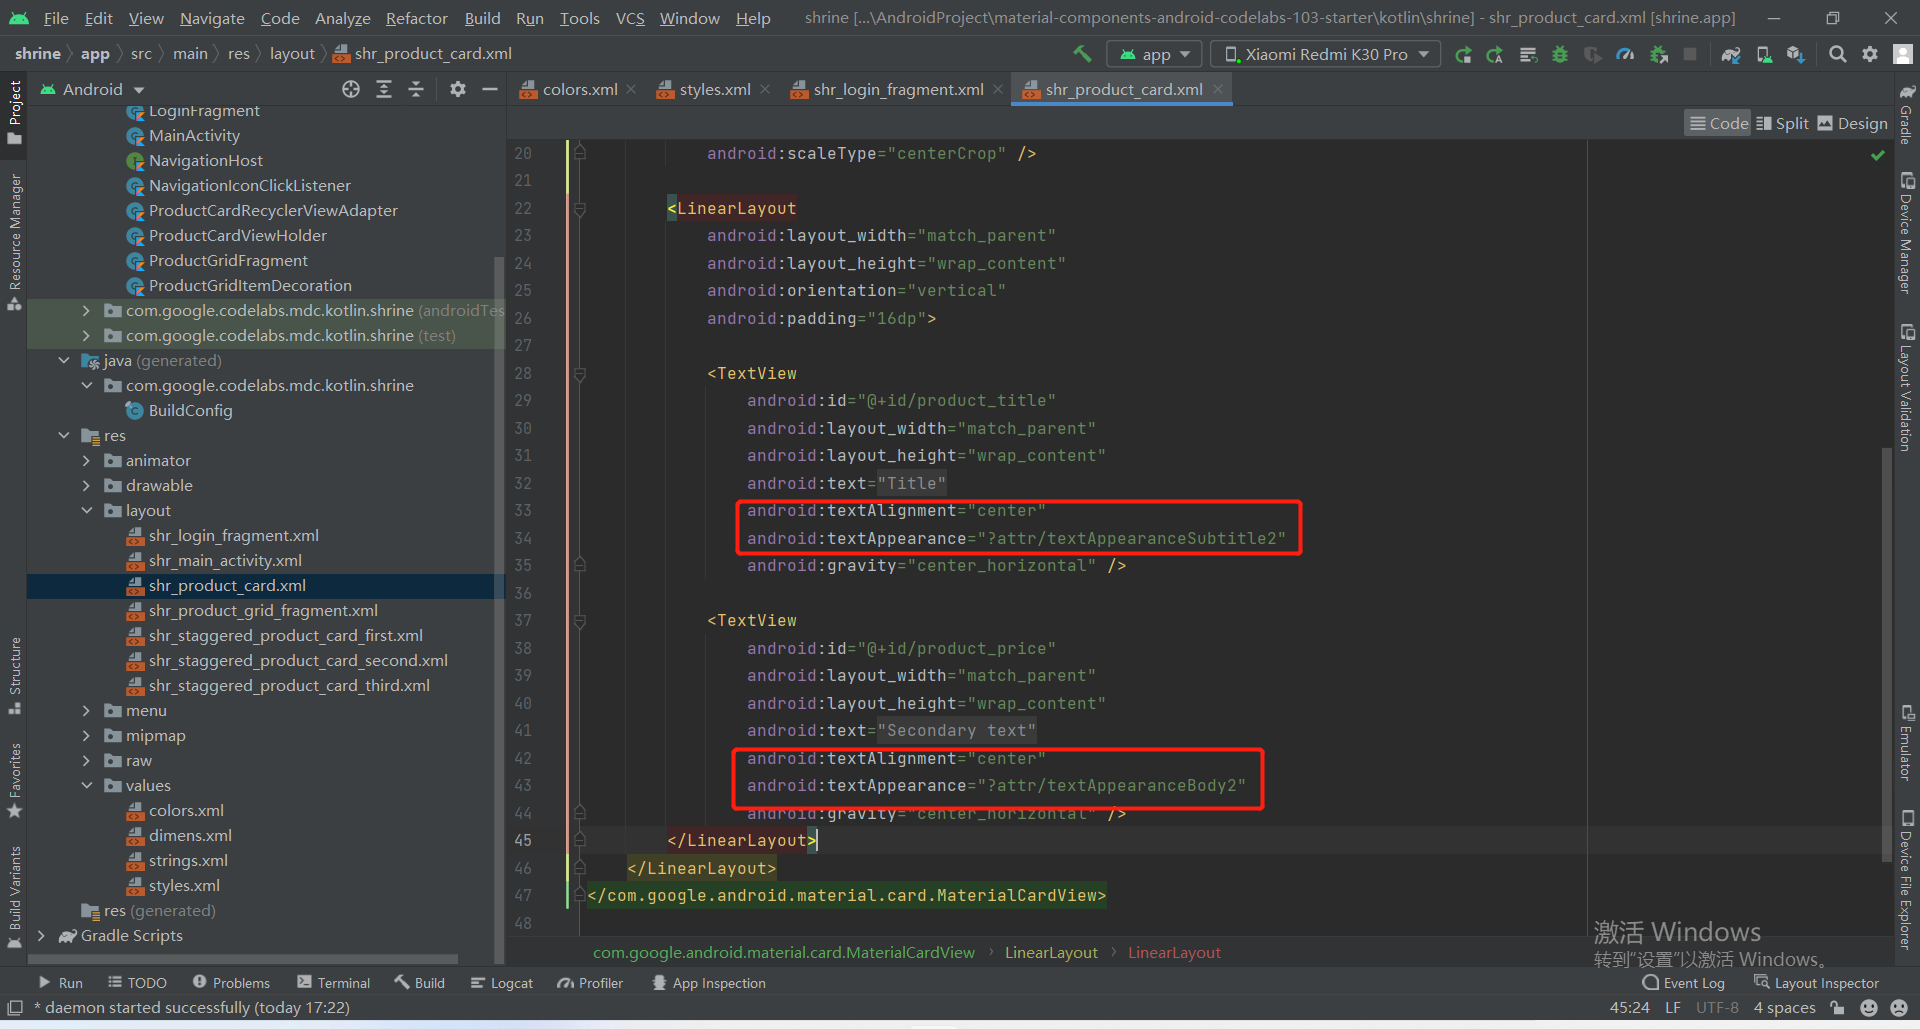 File Edit View Navigate Code Analyze Refactor Build Run Tools VCS Window Help shrine [...\AndroidProject\material-components-android-codelabs-103-starter\kotlin\shrine] - shr_product_card.xml [shrine.app]
shrine app src main res layout shr_product_card.xml app Xiaomi Redmi K30 Pro
Android
colors.xml styles.xml shr_login_fragment.xml shr_product_card.xml
Code Split Design
Project
Resource Manager
Structure
Favorites
Build Variants
LoginFragment
MainActivity
NavigationHost
NavigationIconClickListener
ProductCardRecyclerViewAdapter
ProductCardViewHolder
ProductGridFragment
ProductGridItemDecoration
com.google.codelabs.mdc.kotlin.shrine (androidTes
com.google.codelabs.mdc.kotlin.shrine (test)
java (generated)
com.google.codelabs.mdc.kotlin.shrine
BuildConfig
res
animator
drawable
layout
shr_login_fragment.xml
shr_main_activity.xml
shr_product_card.xml
shr_product_grid_fragment.xml
shr_staggered_product_card_first.xml
shr_staggered_product_card_second.xml
shr_staggered_product_card_third.xml
menu
mipmap
raw
values
colors.xml
dimens.xml
strings.xml
styles.xml
res (generated)
Gradle Scripts
20 android:scaleType="centerCrop" />
21
22 <LinearLayout
23 android:layout_width="match_parent"
24 android:layout_height="wrap_content"
25 android:orientation="vertical"
26 android:padding="16dp">
27
28 <TextView
29 android:id="@+id/product_title"
30 android:layout_width="match_parent"
31 android:layout_height="wrap_content"
32 android:text="Title"
33 android:textAlignment="center"
34 android:textAppearance="?attr/textAppearanceSubtitle2"
35 android:gravity="center_horizontal" />
36
37 <TextView
38 android:id="@+id/product_price"
39 android:layout_width="match_parent"
40 android:layout_height="wrap_content"
41 android:text="Secondary text"
42 android:textAlignment="center"
43 android:textAppearance="?attr/textAppearanceBody2"
44 android:gravity="center_horizontal" />
45 </LinearLayout>
46 </LinearLayout>
47 </com.google.android.material.card.MaterialCardView>
48
com.google.android.material.card.MaterialCardView LinearLayout LinearLayout
Gradle
Device Manager
Layout Validation
Emulator
Device File Explorer
激活 Windows
转到“设置”以激活 Windows。
Run TODO Problems Terminal Build Logcat Profiler App Inspection Event Log Layout Inspector
* daemon started successfully (today 17:22) 45:24 LF UTF-8 4 spaces